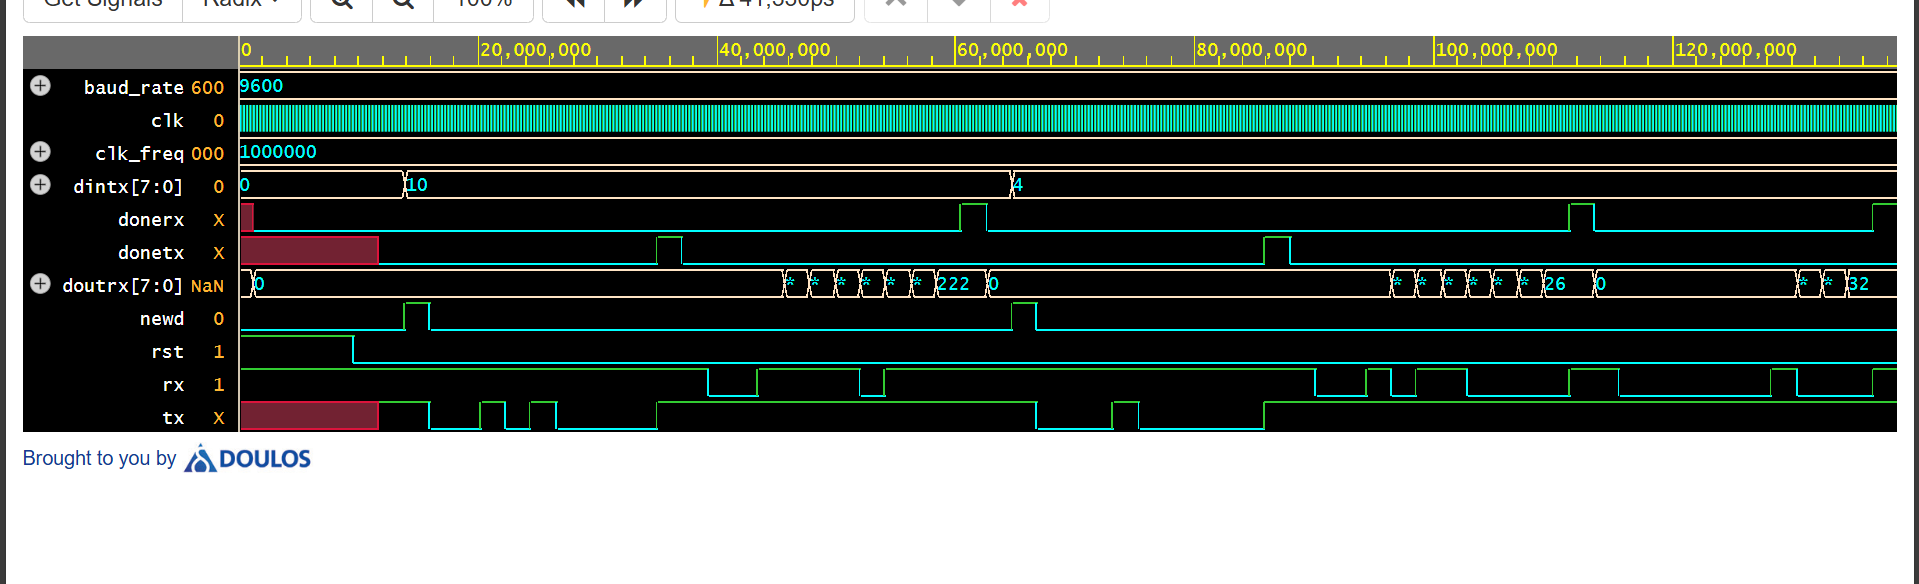 Get Signals Radix 100% Δ 41,550ps
0 20,000,000 40,000,000 60,000,000 80,000,000 100,000,000 120,000,000
baud_rate 600 9600
clk 0
clk_freq 000 1000000
dintx[7:0] 0 0 10 4
donerx X
donetx X
doutrx[7:0] NaN 0 * * * * * * 222 0 * * * * * * 26 0 * * 32
newd 0
rst 1
rx 1
tx X
Brought to you by DOULOS